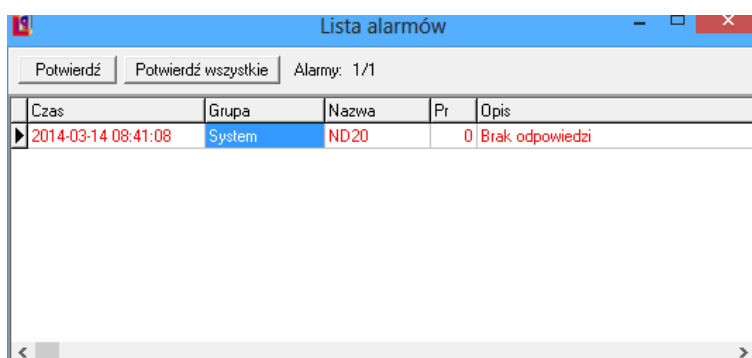 Lista alarmów
Potwierdź Potwierdź wszystkie Alarmy: 1/1
Czas Grupa Nazwa Pr Opis
2014-03-14 08:41:08 System ND20 0 Brak odpowiedzi